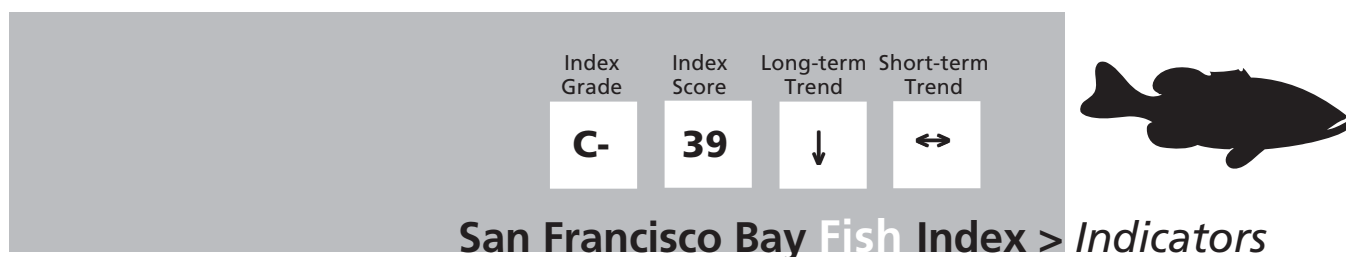 Index Index Long-term Short-term
Grade Score Trend Trend
C- 39 ↓ ↔
San Francisco Bay Fish Index > Indicators